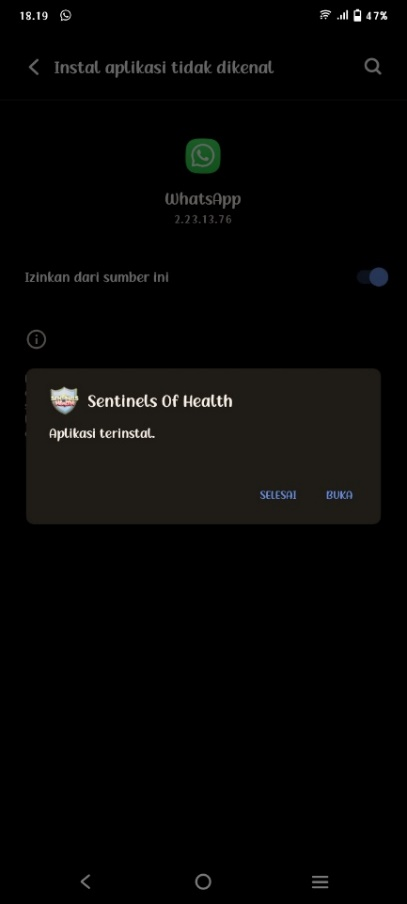 18.19
47%
Instal aplikasi tidak dikenal
WhatsApp
2.23.13.76
Izinkan dari sumber ini
Sentinels Of Health
Aplikasi terinstal.
SELESAI
BUKA